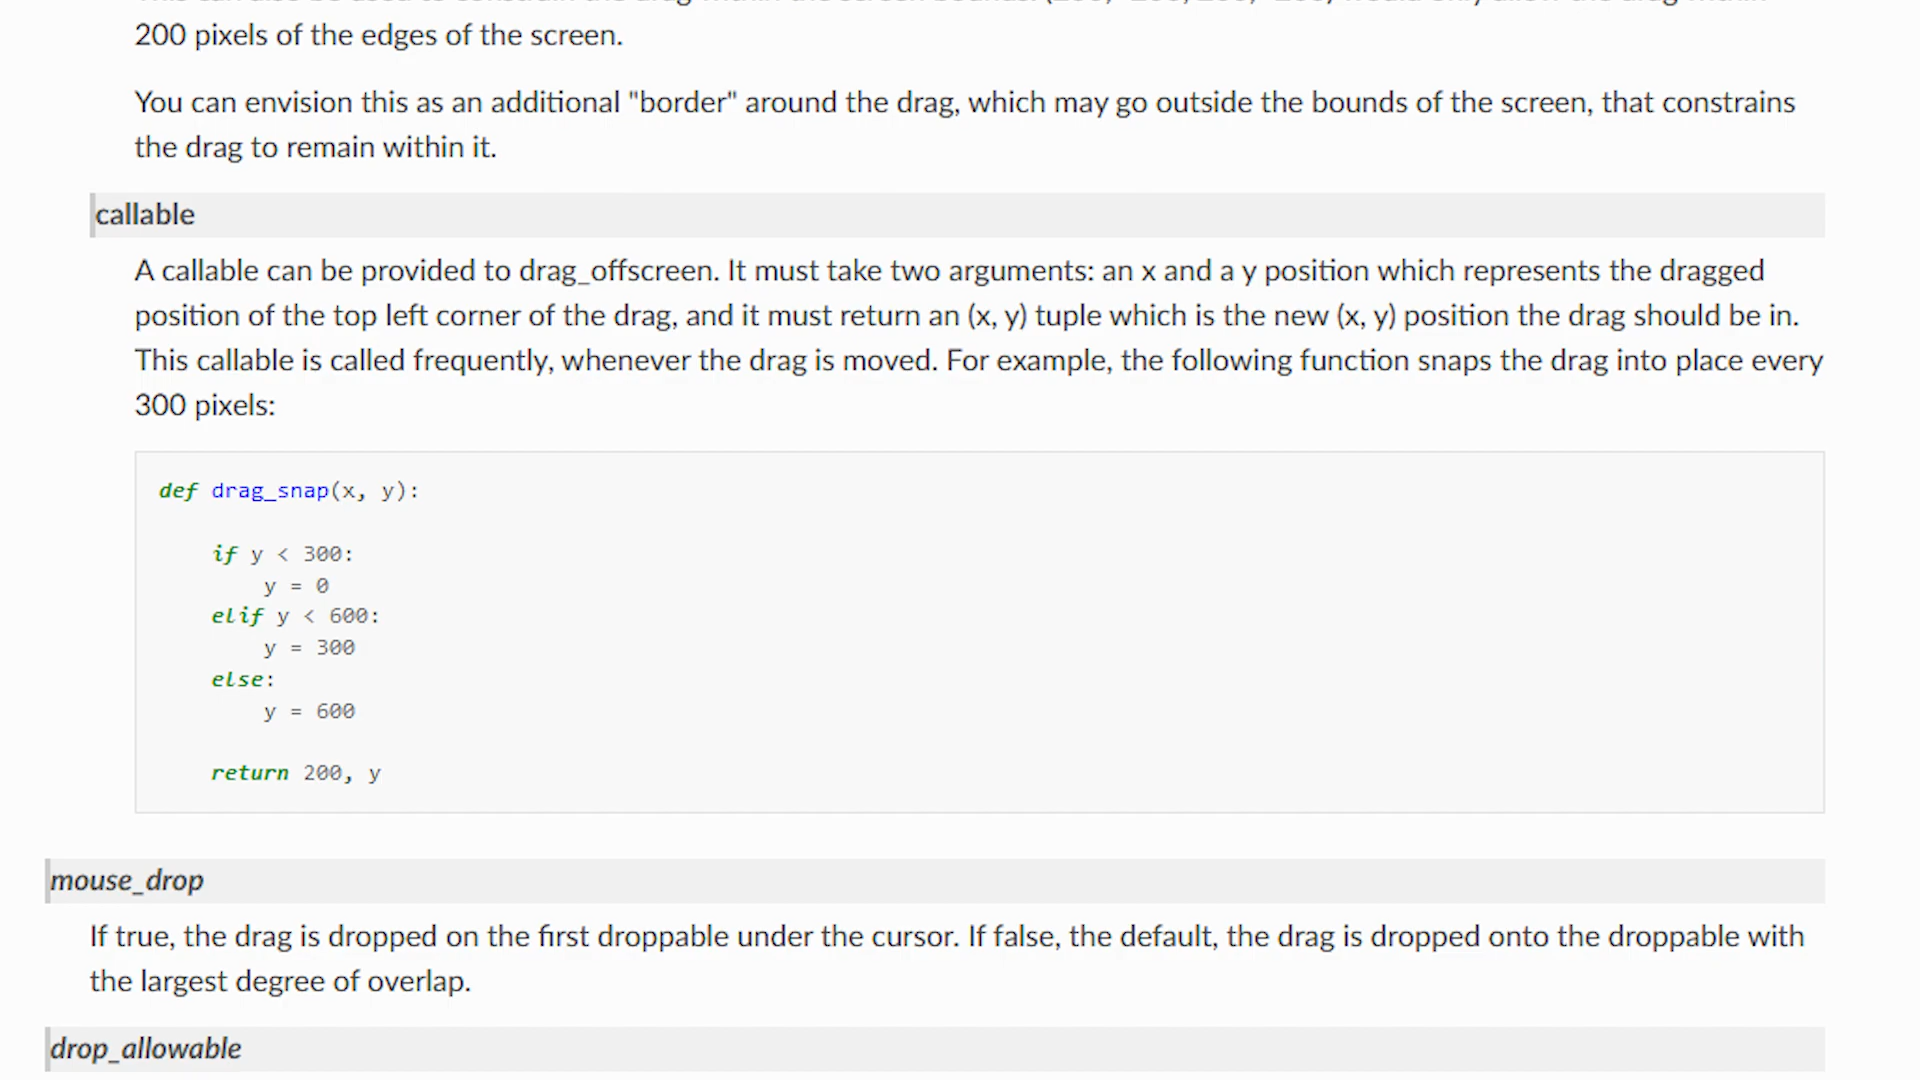 200 pixels of the edges of the screen.
You can envision this as an additional "border" around the drag, which may go outside the bounds of the screen, that constrains
the drag to remain within it.
callable
A callable can be provided to drag_offscreen. It must take two arguments: an x and a y position which represents the dragged
position of the top left corner of the drag, and it must return an (x, y) tuple which is the new (x, y) position the drag should be in.
This callable is called frequently, whenever the drag is moved. For example, the following function snaps the drag into place every
300 pixels:
def drag_snap(x, y):
    if y < 300:
        y = 0
    elif y < 600:
        y = 300
    else:
        y = 600
    return 200, y
mouse_drop
If true, the drag is dropped on the first droppable under the cursor. If false, the default, the drag is dropped onto the droppable with
the largest degree of overlap.
drop_allowable